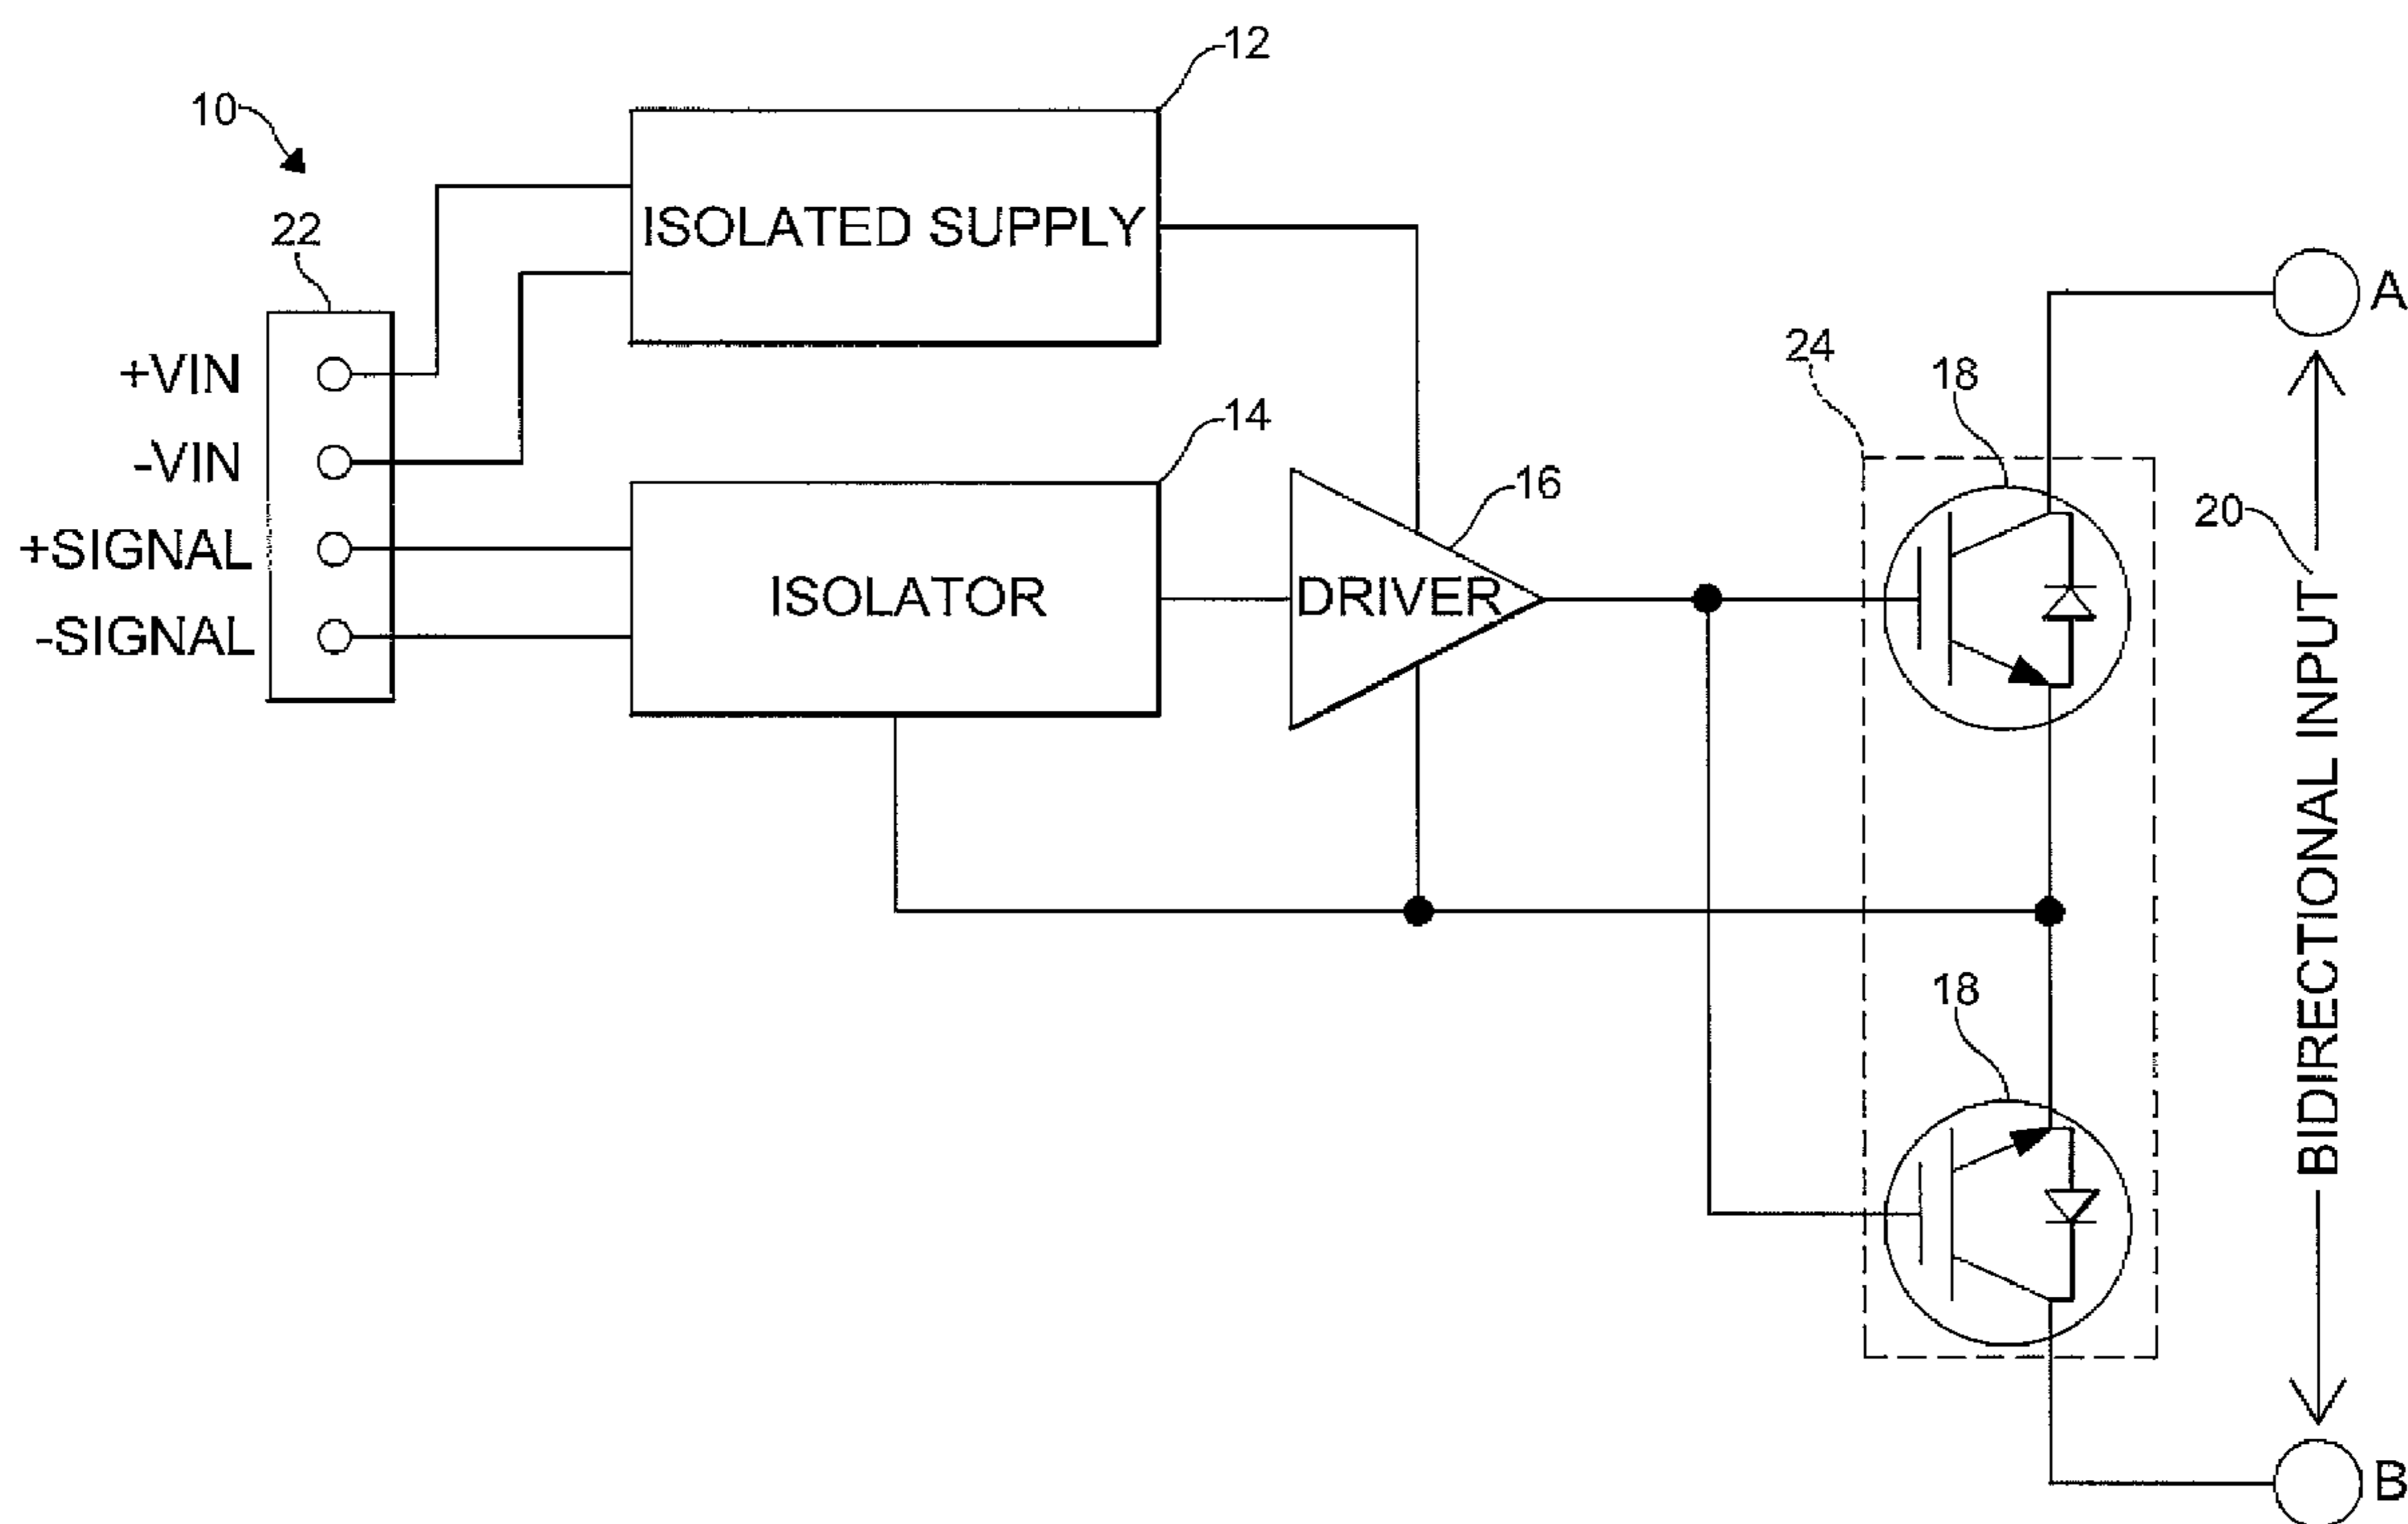 10
12
22
ISOLATED SUPPLY
+VIN
-VIN
+SIGNAL
-SIGNAL
14
ISOLATOR
16
DRIVER
24
18
18
A
20
BIDIRECTIONAL INPUT
B